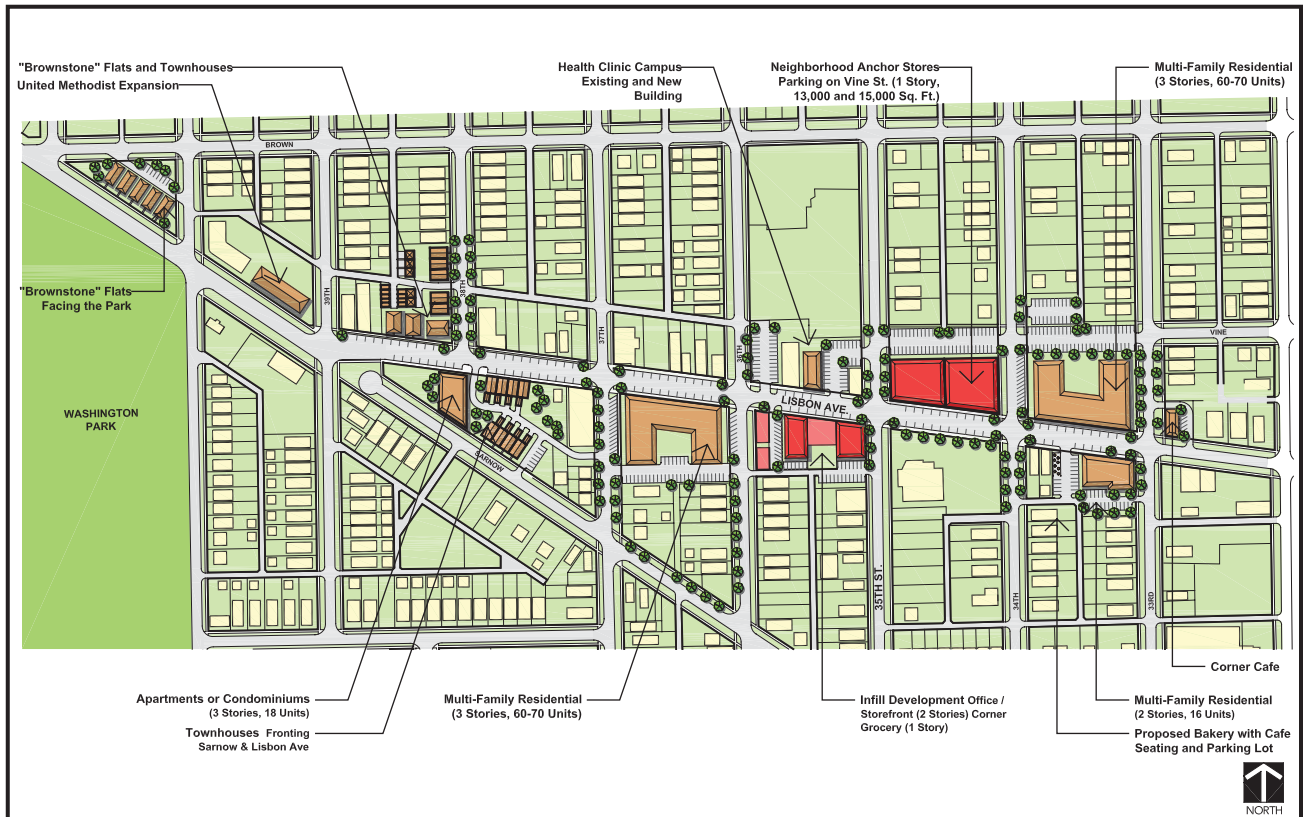 "Brownstone" Flats and Townhouses
United Methodist Expansion
Health Clinic Campus
Existing and New
Building
Neighborhood Anchor Stores
Parking on Vine St. (1 Story,
13,000 and 15,000 Sq. Ft.)
Multi-Family Residential
(3 Stories, 60-70 Units)
BROWN
"Brownstone" Flats
Facing the Park
39TH
38TH
37TH
36TH
VINE
LISBON AVE.
WASHINGTON
PARK
SARNOW
35TH ST.
34TH
33RD
Corner Cafe
Apartments or Condominiums
(3 Stories, 18 Units)
Townhouses Fronting
Sarnow & Lisbon Ave
Multi-Family Residential
(3 Stories, 60-70 Units)
Infill Development Office /
Storefront (2 Stories) Corner
Grocery (1 Story)
Multi-Family Residential
(2 Stories, 16 Units)
Proposed Bakery with Cafe
Seating and Parking Lot
NORTH